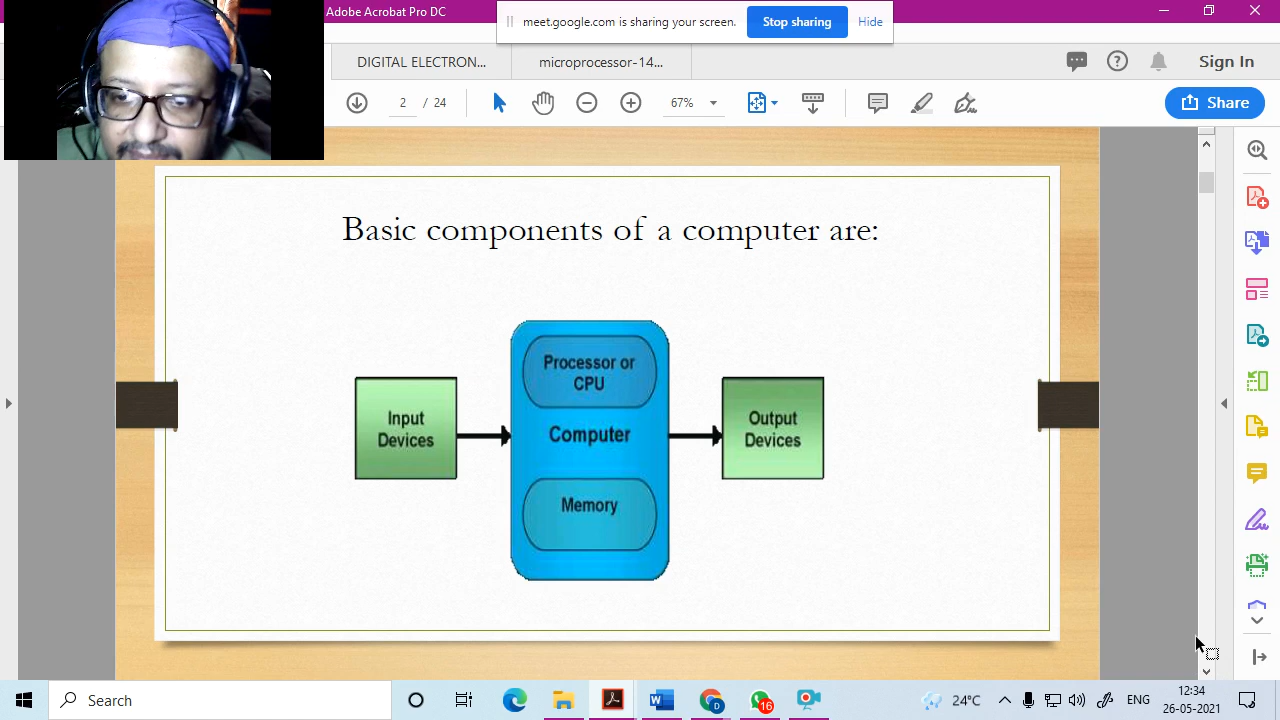 Adobe Acrobat Pro DC
meet.google.com is sharing your screen.
Stop sharing
Hide
DIGITAL ELECTRON...
microprocessor-14...
Sign In
2 / 24
67%
Share
Basic components of a computer are:
Input
Devices
Processor or
CPU
Computer
Memory
Output
Devices
Search
W
D
16
24°C
ENG
12:34
26-05-2021